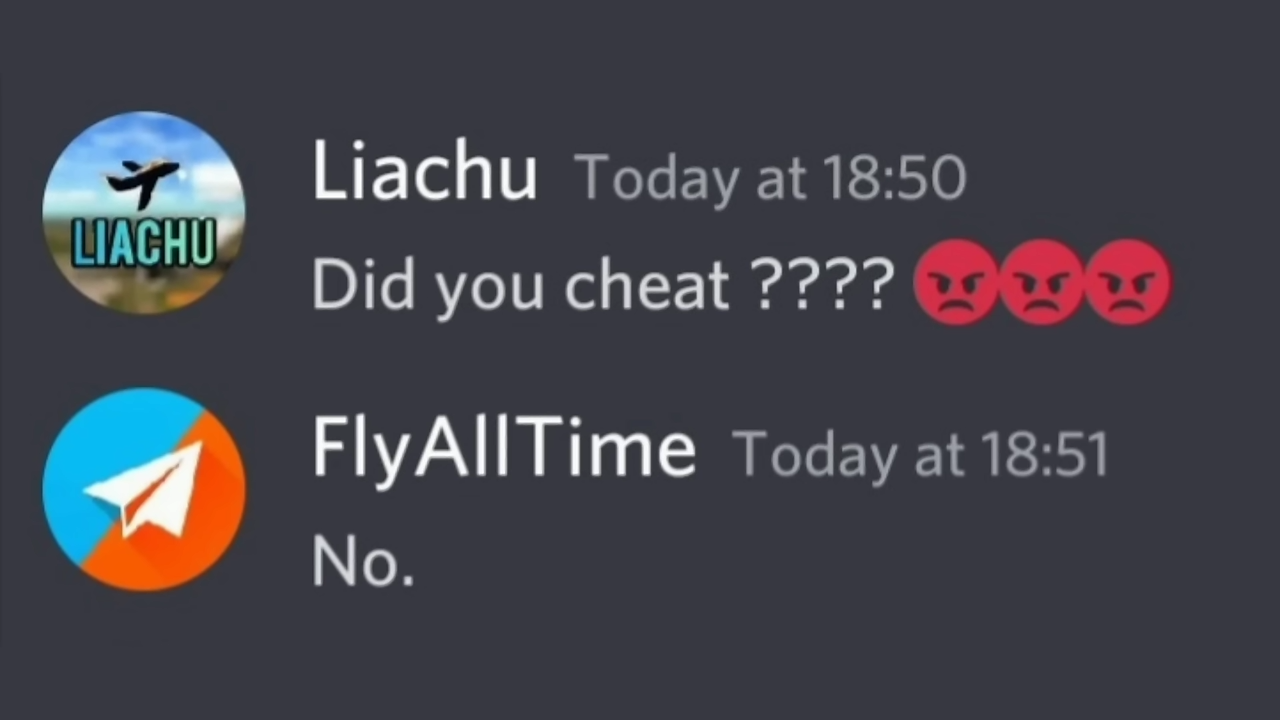 LIACHU
Liachu Today at 18:50
Did you cheat ???? 😡😡😡
FlyAllTime Today at 18:51
No.